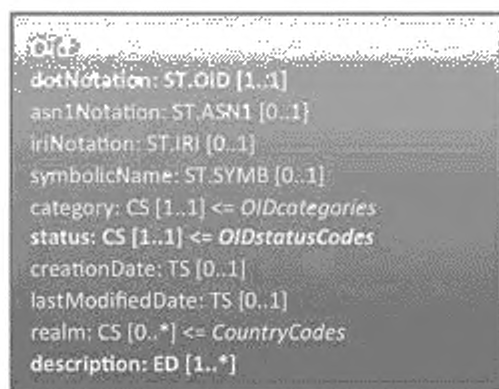 Oid
dotNotation: ST.OID [1..1]
asn1Notation: ST.ASN1 [0..1}
iriNotation: ST.IRI [0..1]
symbolicName: ST.SYMB [0..1]
category: CS [1..1] <= OIDcategories
status: CS [1..1] <= OIDstatusCodes
creationDate: TS [0..1]
lastModifiedDate: TS [0..1]
realm: CS [0..*] <= CountryCodes
description: ED [1..*]